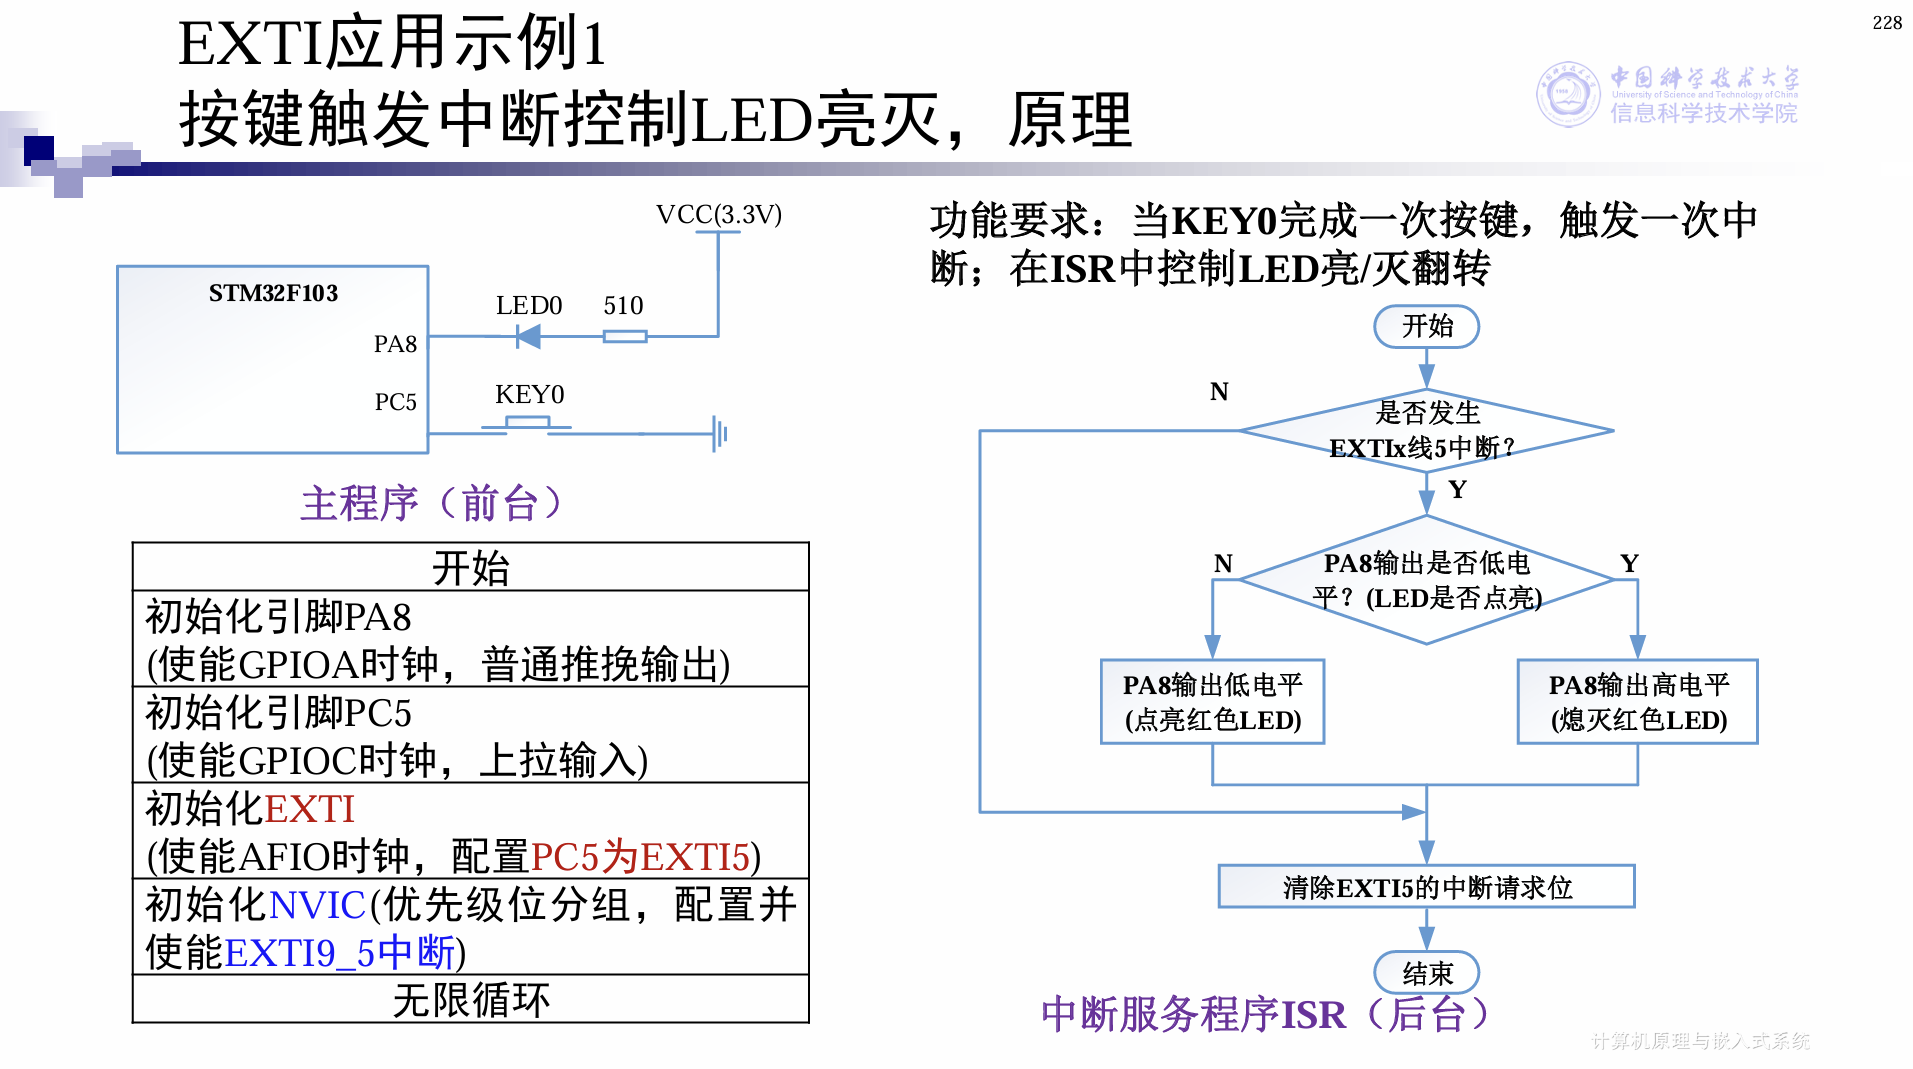 228
EXTI应用示例1
按键触发中断控制LED亮灭，原理
中国科学技术大学
University of Science and Technology of China
信息科学技术学院
VCC(3.3V)
STM32F103
LED0
510
PA8
PC5
KEY0
主程序（前台）
开始
初始化引脚PA8
(使能GPIOA时钟，普通推挽输出)
初始化引脚PC5
(使能GPIOC时钟，上拉输入)
初始化EXTI
(使能AFIO时钟，配置PC5为EXTI5)
初始化NVIC(优先级位分组，配置并
使能EXTI9_5中断)
无限循环
功能要求：当KEY0完成一次按键，触发一次中
断；在ISR中控制LED亮/灭翻转
开始
N
是否发生
EXTIx线5中断？
Y
N
PA8输出是否低电
平？(LED是否点亮)
Y
PA8输出低电平
(点亮红色LED)
PA8输出高电平
(熄灭红色LED)
清除EXTI5的中断请求位
结束
中断服务程序ISR（后台）
计算机原理与嵌入式系统